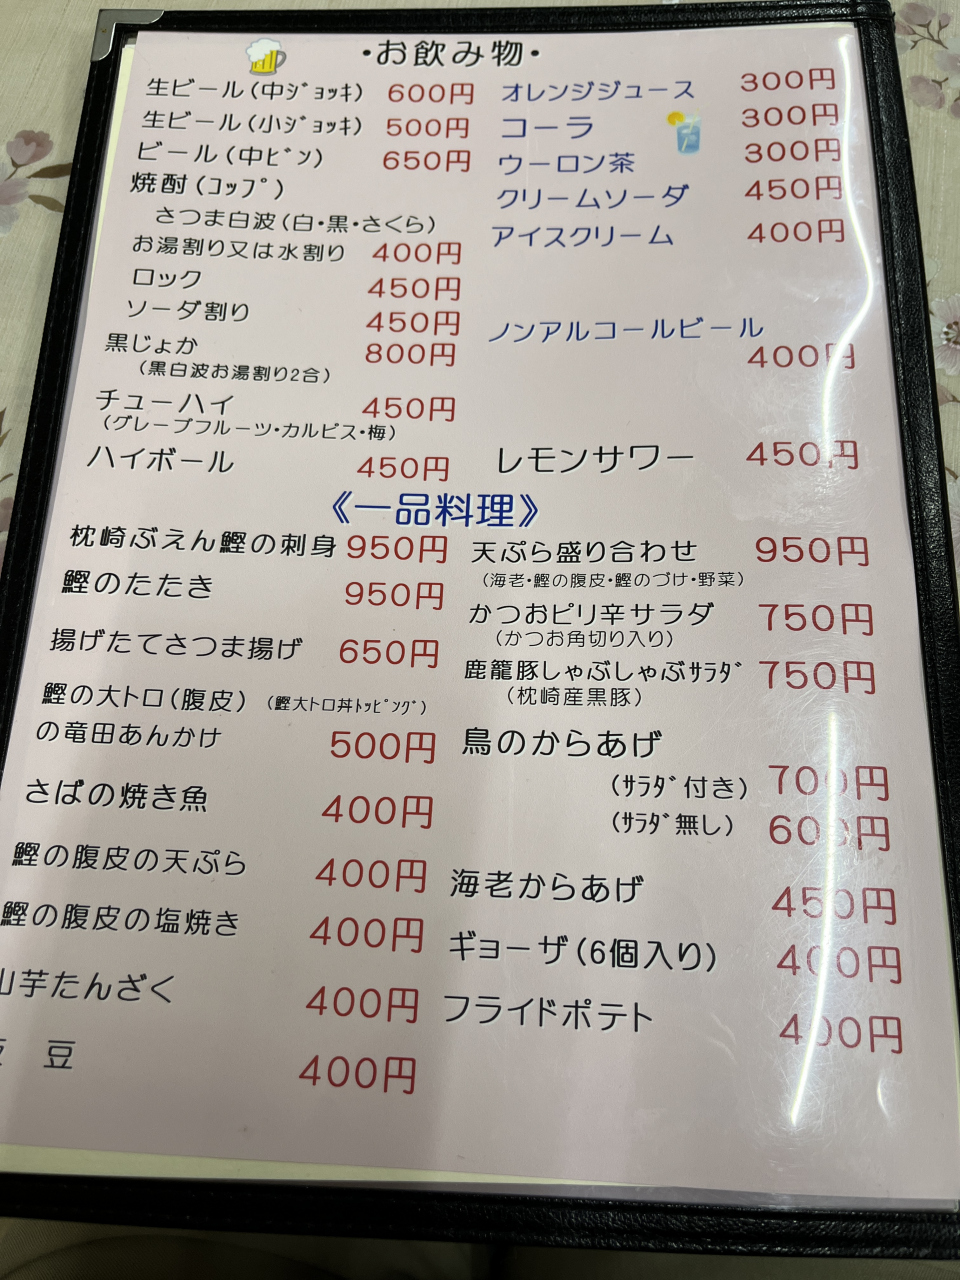 ・お飲み物・
生ビール(中ｼﾞｮｯｷ) 600円
生ビール(小ｼﾞｮｯｷ) 500円
ビール(中ﾋﾞﾝ) 650円
焼酎(ｺｯﾌﾟ)
さつま白波(白・黒・さくら)
お湯割り又は水割り 400円
ロック 450円
ソーダ割り 450円
黒じょか 800円
(黒白波お湯割り2合)
チューハイ 450円
(グレープフルーツ・カルピス・梅)
ハイボール 450円
オレンジジュース 300円
コーラ 300円
ウーロン茶 300円
クリームソーダ 450円
アイスクリーム 400円
ノンアルコールビール
400円
レモンサワー 450円
《一品料理》
枕崎ぶえん鰹の刺身 950円
鰹のたたき 950円
揚げたてさつま揚げ 650円
鰹の大トロ(腹皮) (鰹大トロ丼ﾄｯﾋﾟﾝｸﾞ)
の竜田あんかけ 500円
さばの焼き魚 400円
鰹の腹皮の天ぷら 400円
鰹の腹皮の塩焼き 400円
山芋たんざく 400円
豆 400円
天ぷら盛り合わせ 950円
(海老・鰹の腹皮・鰹のづけ・野菜)
かつおピリ辛サラダ 750円
(かつお角切り入り)
鹿籠豚しゃぶしゃぶｻﾗﾀﾞ 750円
(枕崎産黒豚)
鳥のからあげ
(ｻﾗﾀﾞ付き) 700円
(ｻﾗﾀﾞ無し) 600円
海老からあげ 450円
ギョーザ(6個入り) 400円
フライドポテト 400円